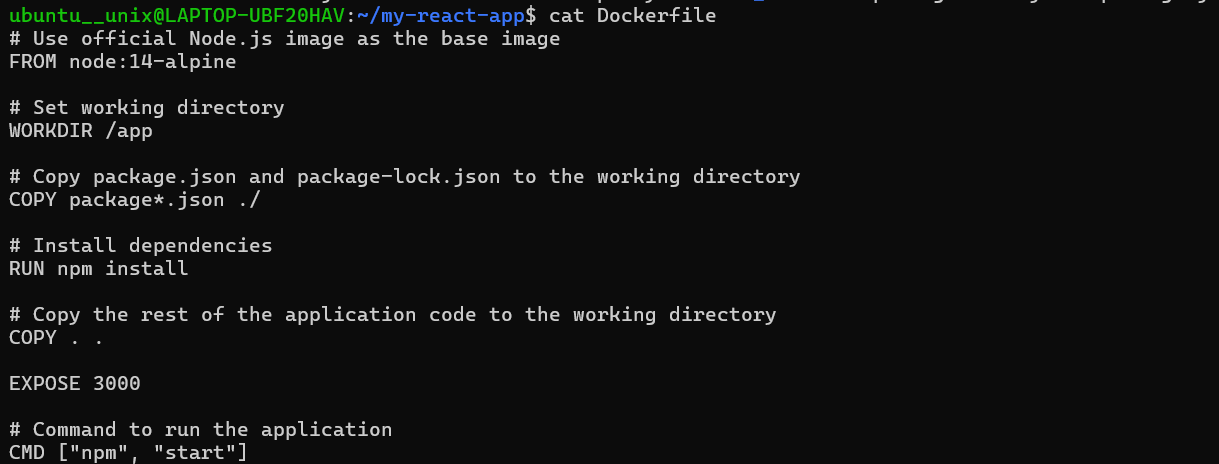 ubuntu__unix@LAPTOP-UBF20HAV:~/my-react-app$ cat Dockerfile
# Use official Node.js image as the base image
FROM node:14-alpine
# Set working directory
WORKDIR /app
# Copy package.json and package-lock.json to the working directory
COPY package*.json ./
# Install dependencies
RUN npm install
# Copy the rest of the application code to the working directory
COPY . .
EXPOSE 3000
# Command to run the application
CMD ["npm", "start"]